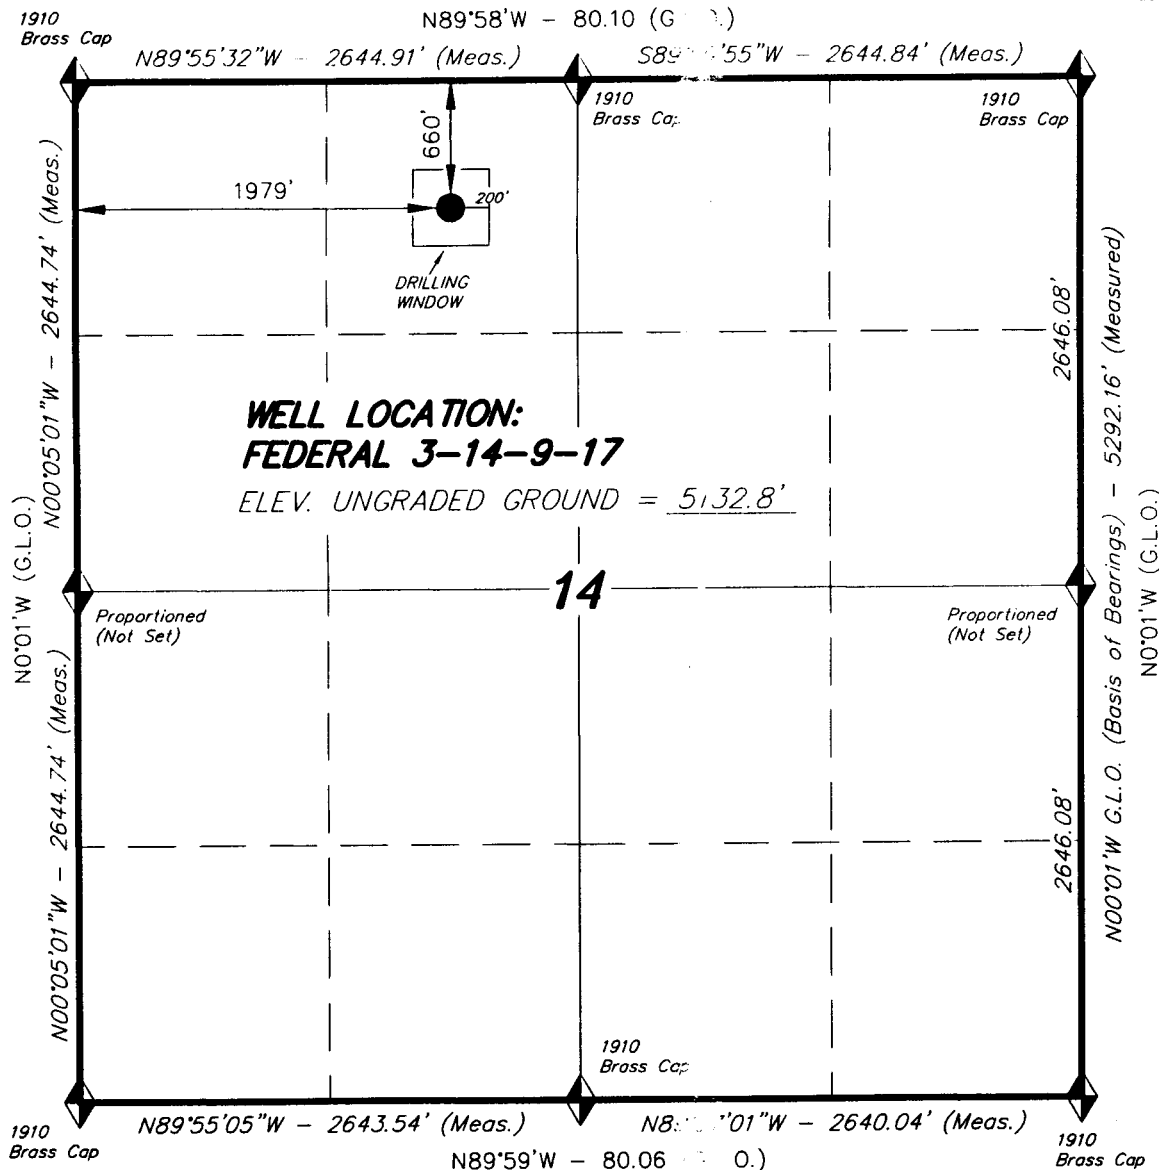 1910
Brass Cap
N89°58'W - 80.10 (G
N89°55'32"W - 2644.91' (Meas.)
2644.84' (Meas.)
1910
Brass Cap
1910
Brass Cap
660'
1979'
200'
DRILLING
WINDOW
N00°05'01"W - 2644.74' (Meas.)
2646.08'
WELL LOCATION:
FEDERAL 3-14-9-17
ELEV. UNGRADED GROUND = 5132.8'
N0°01'W (G.L.O.)
14
Proportioned
(Not Set)
Proportioned
(Not Set)
N00°01'W G.L.O. (Basis of Bearings) - 5292.16' (Measured)
N0°01'W (G.L.O.)
N00°05'01"W - 2644.74' (Meas.)
2646.08'
1910
Brass Cap
1910
Brass Cap
N89°55'05"W - 2643.54' (Meas.)
2640.04' (Meas.)
N89°59'W - 80.06
1910
Brass Cap